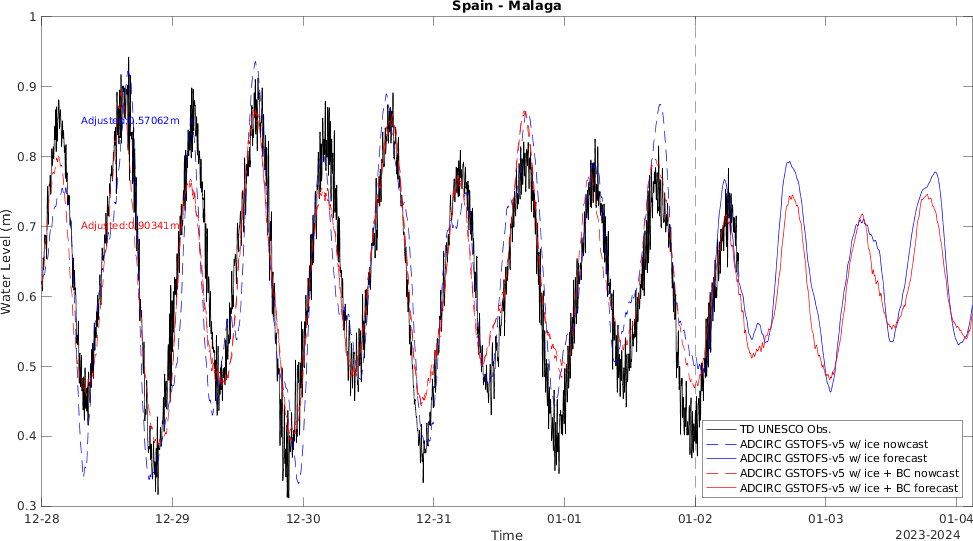 Spain - Malaga
1
0.9
0.8
0.7
0.6
0.5
0.4
0.3
Water Level (m)
Adjusted:0.57062m
Adjusted:0.90341m
TD UNESCO Obs.
ADCIRC GSTOFS-v5 w/ ice nowcast
ADCIRC GSTOFS-v5 w/ ice forecast
ADCIRC GSTOFS-v5 w/ ice + BC nowcast
ADCIRC GSTOFS-v5 w/ ice + BC forecast
12-28 12-29 12-30 12-31 01-01 01-02 01-03 01-04
Time
2023-2024